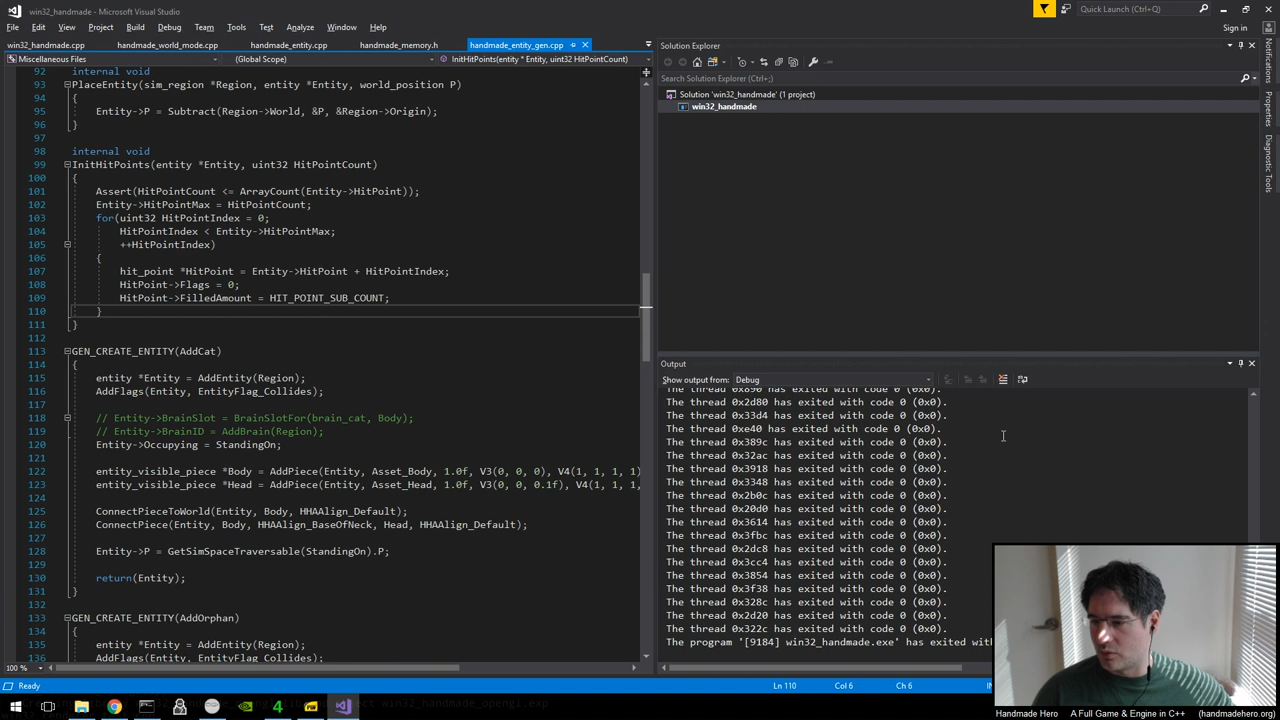 win32_handmade - Microsoft Visual Studio
Quick Launch (Ctrl+;)
File Edit View Project Build Debug Team Tools Test Analyze Window Help
Sign in
win32_handmade.cpp handmade_world_mode.cpp handmade_entity.cpp handmade_memory.h handmade_entity_gen.cpp
Miscellaneous Files (Global Scope) InitHitPoints(entity * Entity, uint32 HitPointCount)
92 internal void
93 PlaceEntity(sim_region *Region, entity *Entity, world_position P)
94 {
95 Entity->P = Subtract(Region->World, &P, &Region->Origin);
96 }
97
98 internal void
99 InitHitPoints(entity *Entity, uint32 HitPointCount)
100 {
101 Assert(HitPointCount <= ArrayCount(Entity->HitPoint));
102 Entity->HitPointMax = HitPointCount;
103 for(uint32 HitPointIndex = 0;
104 HitPointIndex < Entity->HitPointMax;
105 ++HitPointIndex)
106 {
107 hit_point *HitPoint = Entity->HitPoint + HitPointIndex;
108 HitPoint->Flags = 0;
109 HitPoint->FilledAmount = HIT_POINT_SUB_COUNT;
110 }
111 }
112
113 GEN_CREATE_ENTITY(AddCat)
114 {
115 entity *Entity = AddEntity(Region);
116 AddFlags(Entity, EntityFlag_Collides);
117
118 // Entity->BrainSlot = BrainSlotFor(brain_cat, Body);
119 // Entity->BrainID = AddBrain(Region);
120 Entity->Occupying = StandingOn;
121
122 entity_visible_piece *Body = AddPiece(Entity, Asset_Body, 1.0f, V3(0, 0, 0), V4(1, 1, 1, 1)
123 entity_visible_piece *Head = AddPiece(Entity, Asset_Head, 1.0f, V3(0, 0, 0.1f), V4(1, 1, 1,
124
125 ConnectPieceToWorld(Entity, Body, HHAAlign_Default);
126 ConnectPiece(Entity, Body, HHAAlign_BaseOfNeck, Head, HHAAlign_Default);
127
128 Entity->P = GetSimSpaceTraversable(StandingOn).P;
129
130 return(Entity);
131 }
132
133 GEN_CREATE_ENTITY(AddOrphan)
134 {
135 entity *Entity = AddEntity(Region);
136 AddFlags(Entity, EntityFlag_Collides);
100 %
Solution Explorer
Search Solution Explorer (Ctrl+;)
Solution 'win32_handmade' (1 project)
win32_handmade
Output
Show output from: Debug
The thread 0x890 has exited with code 0 (0x0).
The thread 0x2d80 has exited with code 0 (0x0).
The thread 0x33d4 has exited with code 0 (0x0).
The thread 0xe40 has exited with code 0 (0x0).
The thread 0x389c has exited with code 0 (0x0).
The thread 0x32ac has exited with code 0 (0x0).
The thread 0x3918 has exited with code 0 (0x0).
The thread 0x3348 has exited with code 0 (0x0).
The thread 0x2b0c has exited with code 0 (0x0).
The thread 0x20d0 has exited with code 0 (0x0).
The thread 0x3614 has exited with code 0 (0x0).
The thread 0x3fbc has exited with code 0 (0x0).
The thread 0x2dc8 has exited with code 0 (0x0).
The thread 0x3cc4 has exited with code 0 (0x0).
The thread 0x3854 has exited with code 0 (0x0).
The thread 0x3f38 has exited with code 0 (0x0).
The thread 0x328c has exited with code 0 (0x0).
The thread 0x2d20 has exited with code 0 (0x0).
The thread 0x322c has exited with code 0 (0x0).
The program '[9184] win32_handmade.exe' has exited with
Notifications
Properties
Diagnostic Tools
Ready Ln 110 Col 6 Ch 6
Handmade Hero A Full Game & Engine in C++ (handmadehero.org)